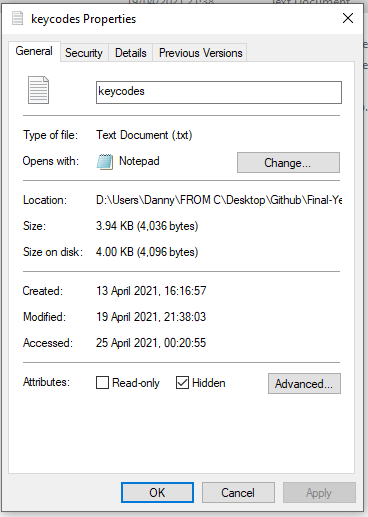 keycodes Properties
General Security Details Previous Versions
keycodes
Type of file: Text Document (.txt)
Opens with: Notepad Change...
Location: D:\Users\Danny\FROM C\Desktop\Github\Final-Ye
Size: 3.94 KB (4,036 bytes)
Size on disk: 4.00 KB (4,096 bytes)
Created: 13 April 2021, 16:16:57
Modified: 19 April 2021, 21:38:03
Accessed: 25 April 2021, 00:20:55
Attributes: Read-only Hidden Advanced...
OK Cancel Apply